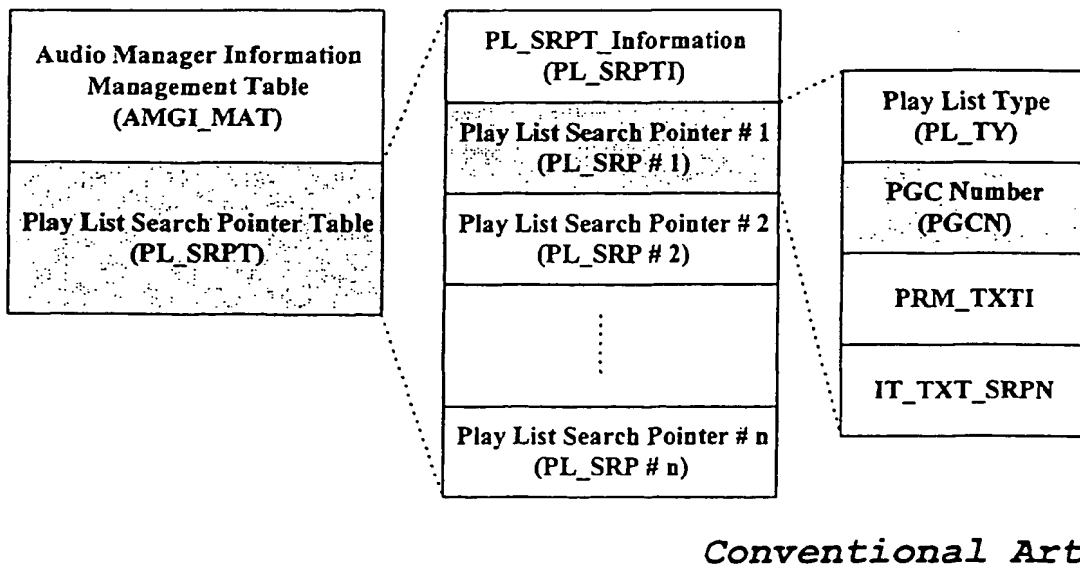 Audio Manager Information
Management Table
(AMGI_MAT)
Play List Search Pointer Table
(PL_SRPT)
PL_SRPT_Information
(PL_SRPTI)
Play List Search Pointer # 1
(PL_SRP # 1)
Play List Search Pointer # 2
(PL_SRP # 2)
Play List Search Pointer # n
(PL_SRP # n)
Play List Type
(PL_TY)
PGC Number
(PGCN)
PRM_TXTI
IT_TXT_SRPN
Conventional Art